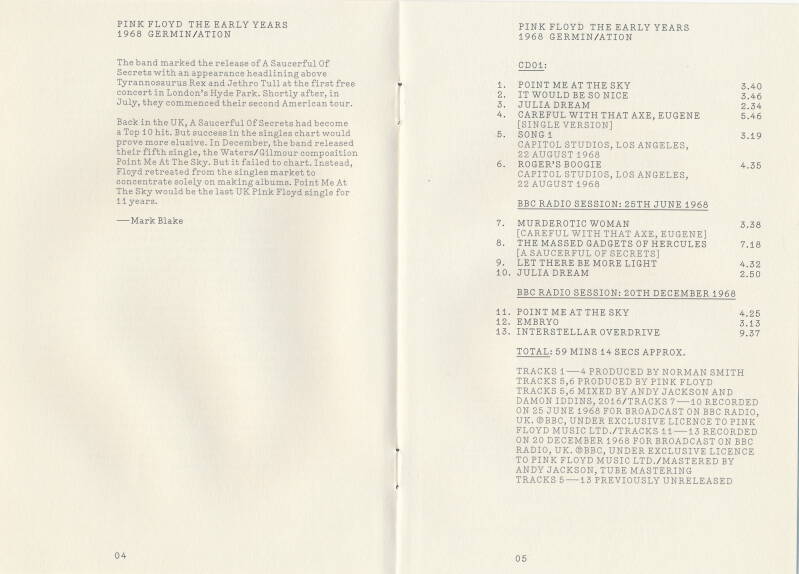 PINK FLOYD THE EARLY YEARS
1968 GERMIN/ATION
The band marked the release of A Saucerful Of
Secrets with an appearance headlining above
Tyrannosaurus Rex and Jethro Tull at the first free
concert in London's Hyde Park. Shortly after, in
July, they commenced their second American tour.
Back in the UK, A Saucerful Of Secrets had become
a Top 10 hit. But success in the singles chart would
prove more elusive. In December, the band released
their fifth single, the Waters/Gilmour composition
Point Me At The Sky. But it failed to chart. Instead,
Floyd retreated from the singles market to
concentrate solely on making albums. Point Me At
The Sky would be the last UK Pink Floyd single for
11 years.
—Mark Blake
04
PINK FLOYD THE EARLY YEARS
1968 GERMIN/ATION
CD01:
1. POINT ME AT THE SKY 3.40
2. IT WOULD BE SO NICE 3.46
3. JULIA DREAM 2.34
4. CAREFUL WITH THAT AXE, EUGENE 5.46
[SINGLE VERSION]
5. SONG 1 3.19
CAPITOL STUDIOS, LOS ANGELES,
22 AUGUST 1968
6. ROGER'S BOOGIE 4.35
CAPITOL STUDIOS, LOS ANGELES,
22 AUGUST 1968
BBC RADIO SESSION: 25TH JUNE 1968
7. MURDEROTIC WOMAN 3.38
[CAREFUL WITH THAT AXE, EUGENE]
8. THE MASSED GADGETS OF HERCULES 7.18
[A SAUCERFUL OF SECRETS]
9. LET THERE BE MORE LIGHT 4.32
10. JULIA DREAM 2.50
BBC RADIO SESSION: 20TH DECEMBER 1968
11. POINT ME AT THE SKY 4.25
12. EMBRYO 3.13
13. INTERSTELLAR OVERDRIVE 9.37
TOTAL: 59 MINS 14 SECS APPROX.
TRACKS 1—4 PRODUCED BY NORMAN SMITH
TRACKS 5,6 PRODUCED BY PINK FLOYD
TRACKS 5,6 MIXED BY ANDY JACKSON AND
DAMON IDDINS, 2016/TRACKS 7—10 RECORDED
ON 25 JUNE 1968 FOR BROADCAST ON BBC RADIO,
UK. ℗BBC, UNDER EXCLUSIVE LICENCE TO PINK
FLOYD MUSIC LTD./TRACKS 11—13 RECORDED
ON 20 DECEMBER 1968 FOR BROADCAST ON BBC
RADIO, UK. ℗BBC, UNDER EXCLUSIVE LICENCE
TO PINK FLOYD MUSIC LTD./MASTERED BY
ANDY JACKSON, TUBE MASTERING
TRACKS 5—13 PREVIOUSLY UNRELEASED
05